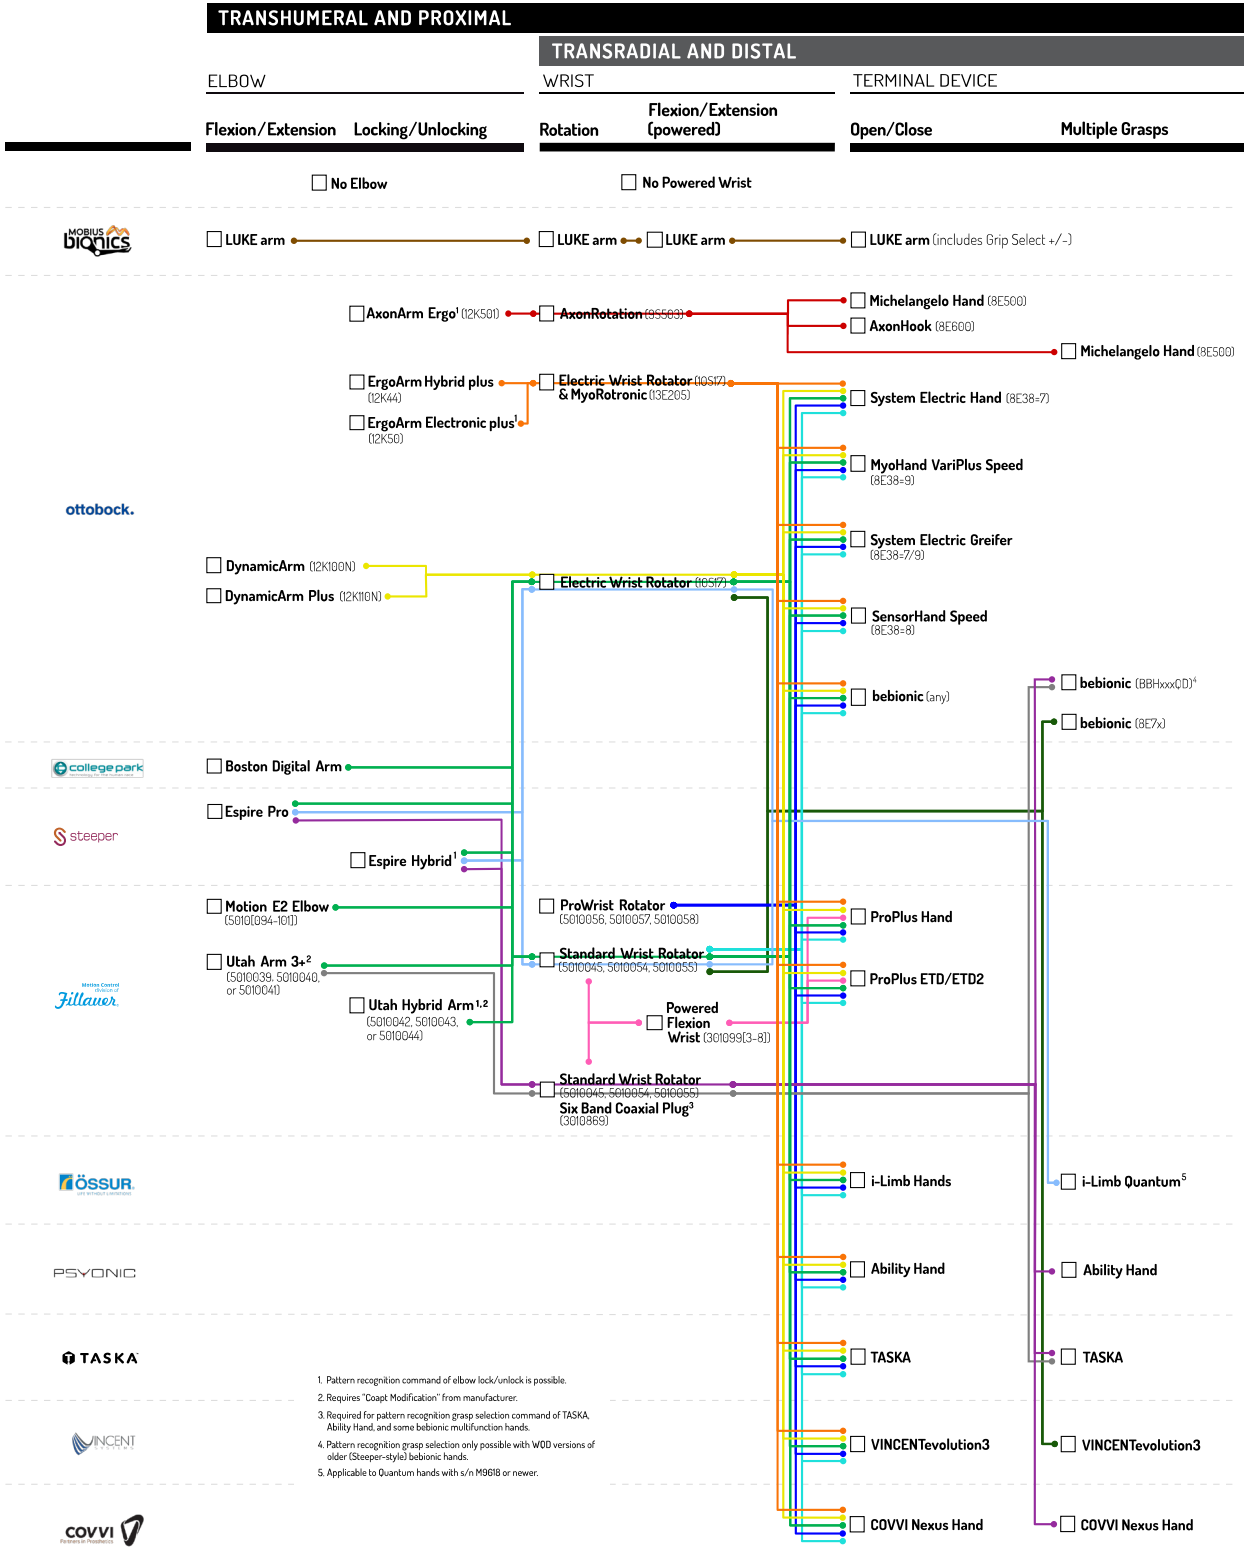 TRANSHUMERAL AND PROXIMAL
TRANSRADIAL AND DISTAL
ELBOW
WRIST
TERMINAL DEVICE
Flexion/Extension
Locking/Unlocking
Rotation
Flexion/Extension
(powered)
Open/Close
Multiple Grasps
No Elbow
No Powered Wrist
MOBIUS
bionics
LUKE arm
LUKE arm
LUKE arm
LUKE arm (includes Grip Select +/-)
ottobock.
AxonArm Ergo¹ (12K501)
AxonRotation (9S503)
Michelangelo Hand (8E500)
AxonHook (8E600)
Michelangelo Hand (8E500)
ErgoArm Hybrid plus
(12K44)
ErgoArm Electronic plus¹
(12K50)
Electric Wrist Rotator (10S17)
& MyoRotronic (13E205)
System Electric Hand (8E38=7)
MyoHand VariPlus Speed
(8E38=9)
System Electric Greifer
(8E38=7/9)
DynamicArm (12K100N)
DynamicArm Plus (12K110N)
Electric Wrist Rotator (10S17)
SensorHand Speed
(8E38=8)
bebionic (any)
bebionic (BBHxxxQD)⁴
bebionic (8E7x)
collegepark
Boston Digital Arm
steeper
Espire Pro
Espire Hybrid¹
Motion Control
division of
Fillauer
Motion E2 Elbow
(5010[094-101])
ProWrist Rotator
(5010056, 5010057, 5010058)
ProPlus Hand
Utah Arm 3+²
(5010039, 5010040,
or 5010041)
Standard Wrist Rotator
(5010045, 5010054, 5010055)
ProPlus ETD/ETD2
Utah Hybrid Arm¹,²
(5010042, 5010043,
or 5010044)
Powered
Flexion
Wrist (301099[3-8])
Standard Wrist Rotator
(5010045, 5010054, 5010055)
Six Band Coaxial Plug³
(3010869)
ÖSSUR.
LIFE WITHOUT LIMITATIONS
i-Limb Hands
i-Limb Quantum⁵
PSYONIC
Ability Hand
Ability Hand
TASKA
TASKA
TASKA
VINCENT
SYSTEMS
VINCENTevolution3
VINCENTevolution3
COVVI
Partners in Prosthetics
COVVI Nexus Hand
COVVI Nexus Hand
1. Pattern recognition command of elbow lock/unlock is possible.
2. Requires "Coapt Modification" from manufacturer.
3. Required for pattern recognition grasp selection command of TASKA,
Ability Hand, and some bebionic multifunction hands.
4. Pattern recognition grasp selection only possible with WQD versions of
older (Steeper-style) bebionic hands.
5. Applicable to Quantum hands with s/n M9618 or newer.